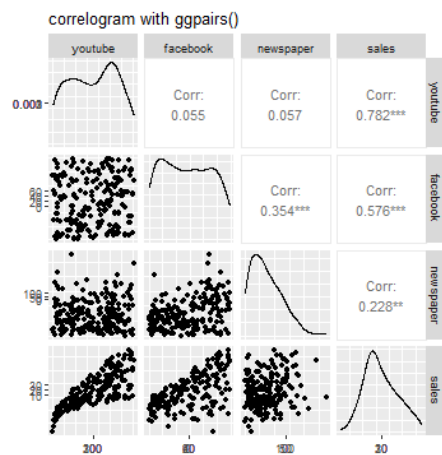 correlogram with ggpairs()
youtube facebook newspaper sales
Corr: Corr: Corr:
0.055 0.057 0.782***
youtube
Corr: Corr:
0.354*** 0.576***
facebook
Corr:
0.228**
newspaper
sales